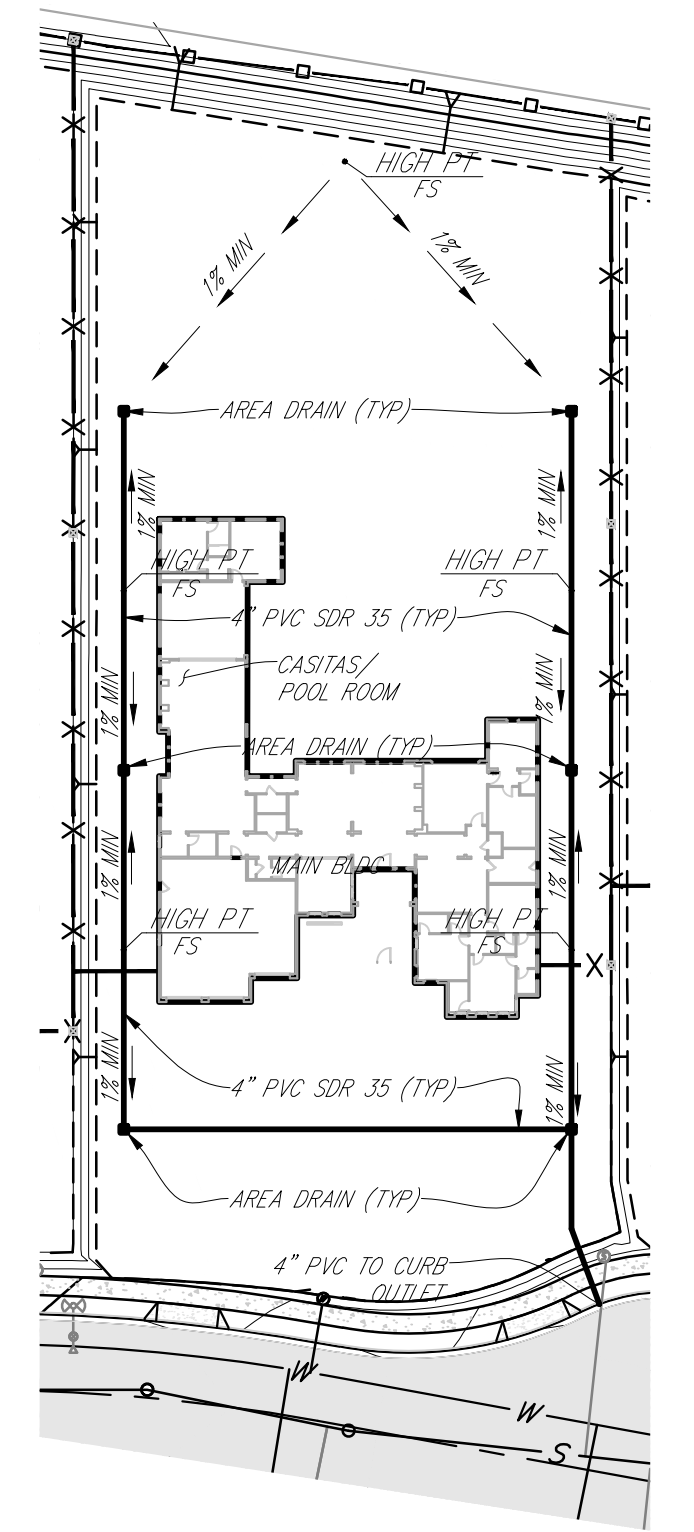 HIGH PT
FS
1% MIN
1% MIN
AREA DRAIN (TYP)
1% MIN
1% MIN
HIGH PT
FS
HIGH PT
FS
4" PVC SDR 35 (TYP)
CASITAS/
POOL ROOM
1% MIN
1% MIN
AREA DRAIN (TYP)
1% MIN
1% MIN
MAIN BLDG
HIGH PT
FS
HIGH PT
FS
1% MIN
1% MIN
4" PVC SDR 35 (TYP)
AREA DRAIN (TYP)
4" PVC TO CURB
OUTLET
W
W
S